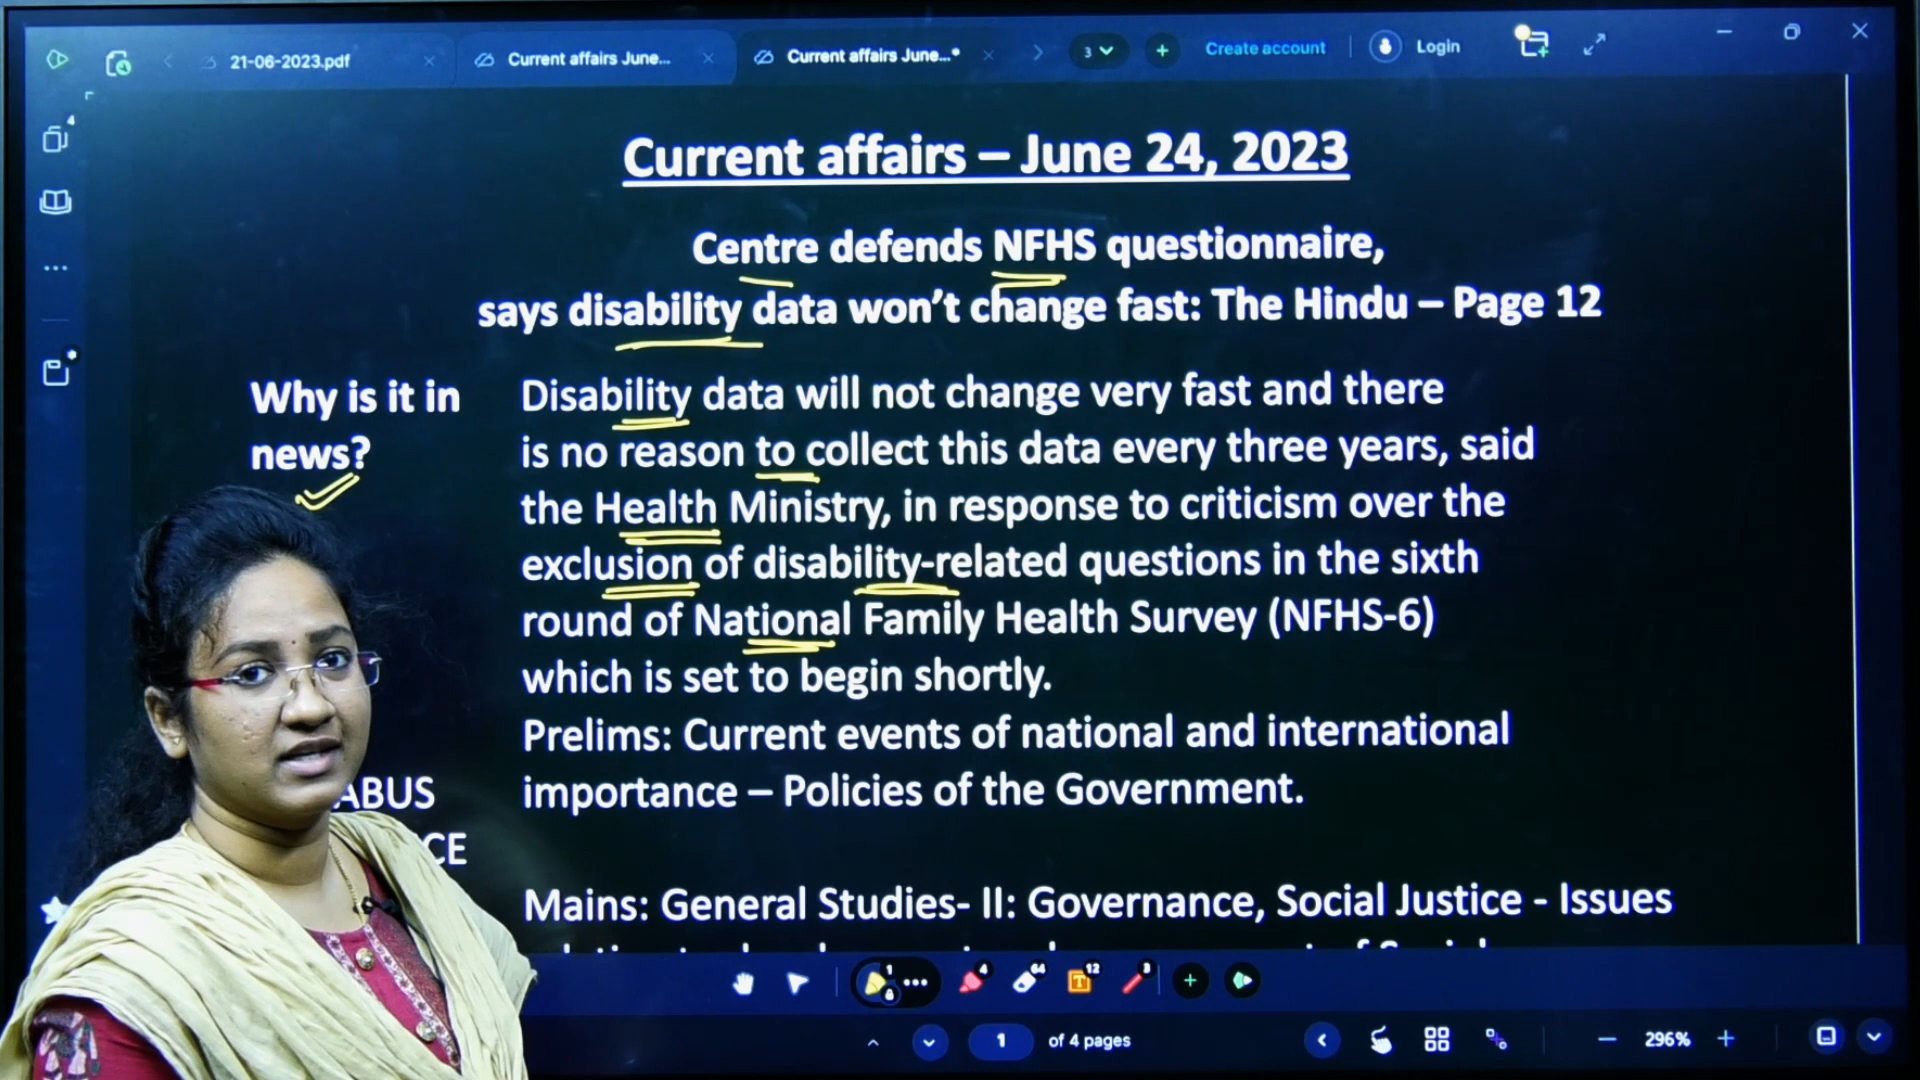 21-06-2023.pdf
Current affairs June...
Current affairs June...*
3
Create account
Login
4
Current affairs – June 24, 2023
Centre defends NFHS questionnaire,
says disability data won't change fast: The Hindu – Page 12
Why is it in
news?
Disability data will not change very fast and there
is no reason to collect this data every three years, said
the Health Ministry, in response to criticism over the
exclusion of disability-related questions in the sixth
round of National Family Health Survey (NFHS-6)
which is set to begin shortly.
ABUS
CE
Prelims: Current events of national and international
importance – Policies of the Government.
Mains: General Studies- II: Governance, Social Justice - Issues
1
4
64
T
12
3
1
of 4 pages
296%